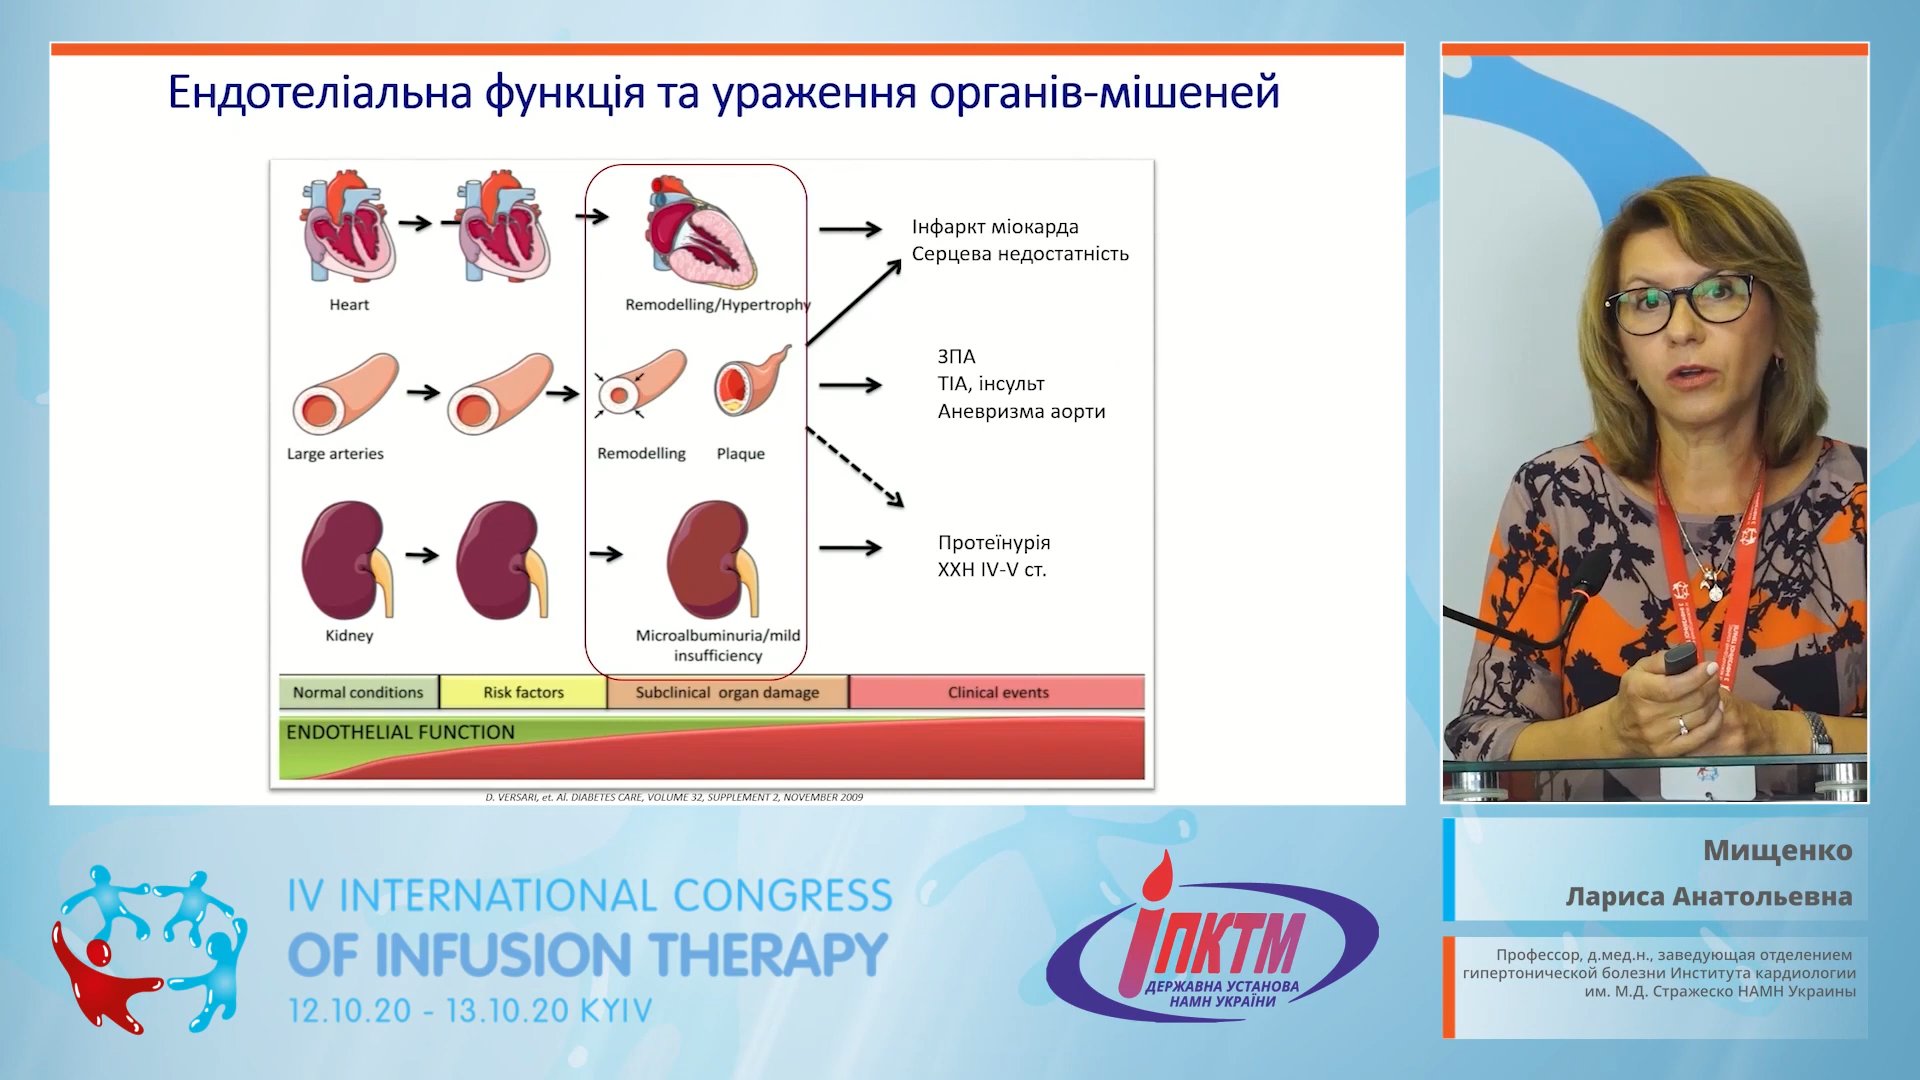 Ендотеліальна функція та ураження органів-мішеней
Heart
Remodelling/Hypertrophy
Інфаркт міокарда
Серцева недостатність
Large arteries
Remodelling
Plaque
ЗПА
ТІА, інсульт
Аневризма аорти
Kidney
Microalbuminuria/mild
insufficiency
Протеїнурія
ХХН IV-V ст.
Normal conditions
Risk factors
Subclinical organ damage
Clinical events
ENDOTHELIAL FUNCTION
D. VERSARI, et. Al. DIABETES CARE, VOLUME 32, SUPPLEMENT 2, NOVEMBER 2009
IV INTERNATIONAL CONGRESS
OF INFUSION THERAPY
12.10.20 - 13.10.20 KYIV
ІПКТМ
ДЕРЖАВНА УСТАНОВА
НАМН УКРАЇНИ
Мищенко
Лариса Анатольевна
Профессор, д.мед.н., заведующая отделением
гипертонической болезни Института кардиологии
им. М.Д. Стражеско НАМН Украины